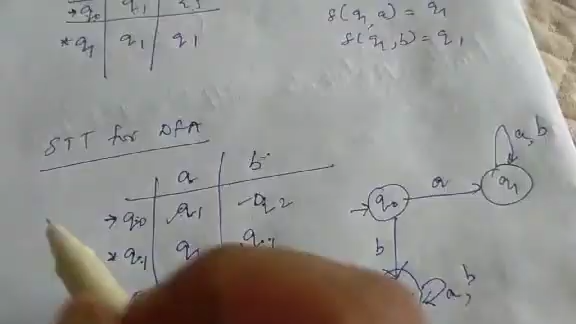 →q0 q1
*q1 q1 q1
δ(q1, a) = q1
δ(q1, b) = q1
STT for DFA
a b
→q0 q1 q2
*q1 q1 q1
q0 a q1 a, b
b
a, b